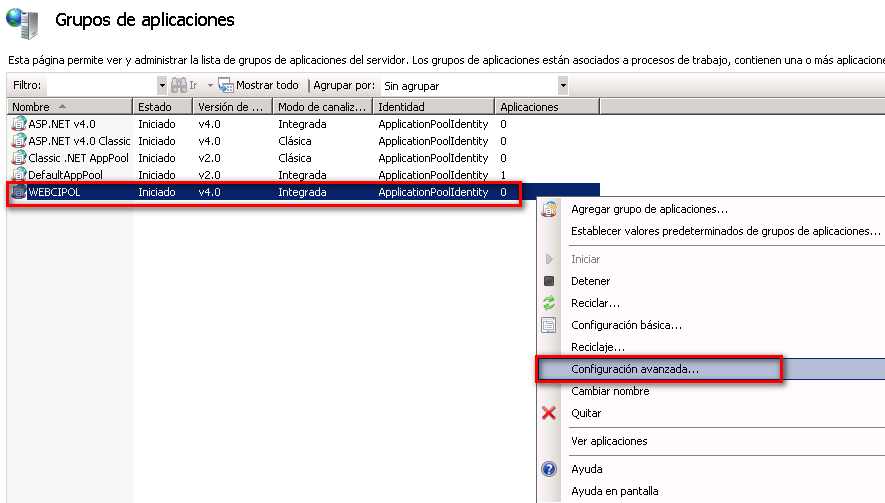 Grupos de aplicaciones
Esta página permite ver y administrar la lista de grupos de aplicaciones del servidor. Los grupos de aplicaciones están asociados a procesos de trabajo, contienen una o más aplicacione
Filtro: Ir Mostrar todo Agrupar por: Sin agrupar
Nombre Estado Versión de ... Modo de canaliz... Identidad Aplicaciones
ASP.NET v4.0 Iniciado v4.0 Integrada ApplicationPoolIdentity 0
ASP.NET v4.0 Classic Iniciado v4.0 Clásica ApplicationPoolIdentity 0
Classic .NET AppPool Iniciado v2.0 Clásica ApplicationPoolIdentity 0
DefaultAppPool Iniciado v2.0 Integrada ApplicationPoolIdentity 1
WEBCIPOL Iniciado v4.0 Integrada ApplicationPoolIdentity 0
Agregar grupo de aplicaciones...
Establecer valores predeterminados de grupos de aplicaciones...
Iniciar
Detener
Reciclar...
Configuración básica...
Reciclaje...
Configuración avanzada...
Cambiar nombre
Quitar
Ver aplicaciones
Ayuda
Ayuda en pantalla